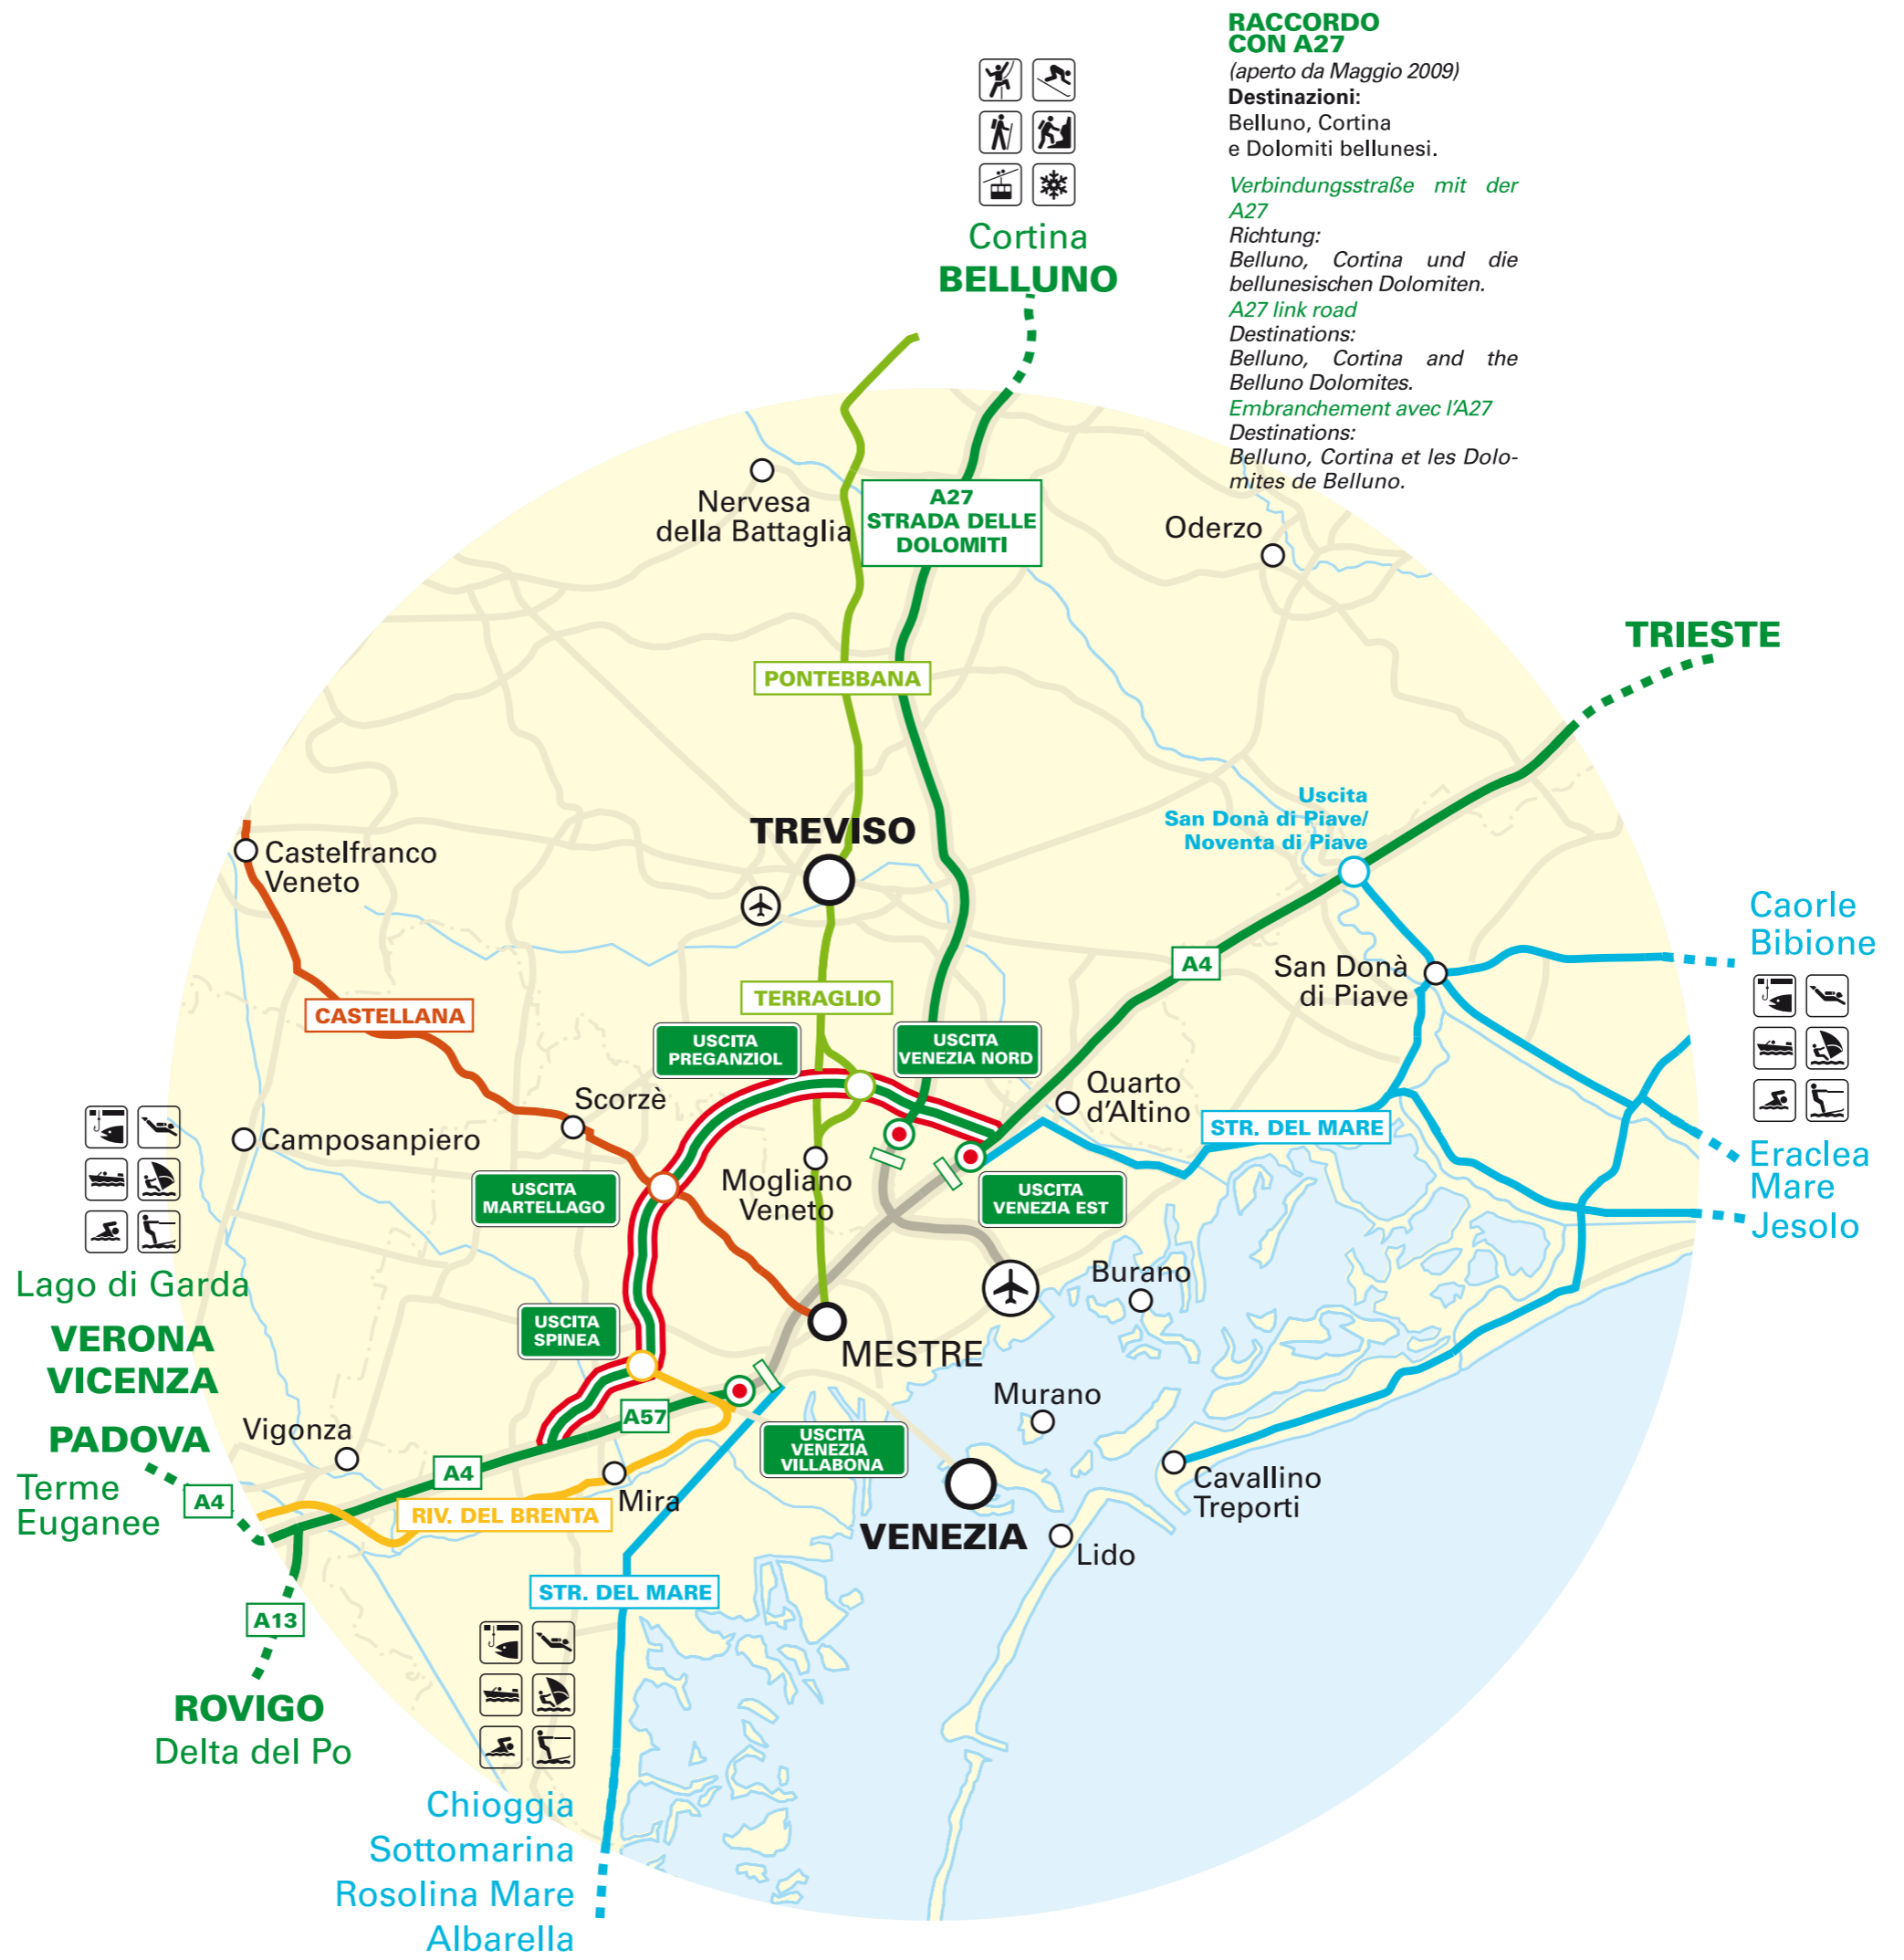 RACCORDO
CON A27
(aperto da Maggio 2009)
Destinazioni:
Belluno, Cortina
e Dolomiti bellunesi.
Verbindungsstraße mit der
A27
Richtung:
Belluno, Cortina und die
bellunesischen Dolomiten.
A27 link road
Destinations:
Belluno, Cortina and the
Belluno Dolomites.
Embranchement avec l'A27
Destinations:
Belluno, Cortina et les Dolo-
mites de Belluno.
Cortina
BELLUNO
Nervesa
della Battaglia
A27
STRADA DELLE
DOLOMITI
Oderzo
TRIESTE
PONTEBBANA
Uscita
San Donà di Piave/
Noventa di Piave
TREVISO
Castelfranco
Veneto
Caorle
Bibione
A4
San Donà
di Piave
TERRAGLIO
CASTELLANA
USCITA
PREGANZIOL
USCITA
VENEZIA NORD
Quarto
d'Altino
Scorzè
STR. DEL MARE
Camposanpiero
Eraclea
Mare
Jesolo
USCITA
MARTELLAGO
Mogliano
Veneto
USCITA
VENEZIA EST
Lago di Garda
Burano
USCITA
SPINEA
VERONA
VICENZA
MESTRE
Murano
A57
Vigonza
PADOVA
USCITA
VENEZIA
VILLABONA
A4
Terme
Euganee
A4
Mira
RIV. DEL BRENTA
Cavallino
Treporti
VENEZIA
Lido
STR. DEL MARE
A13
ROVIGO
Delta del Po
Chioggia
Sottomarina
Rosolina Mare
Albarella